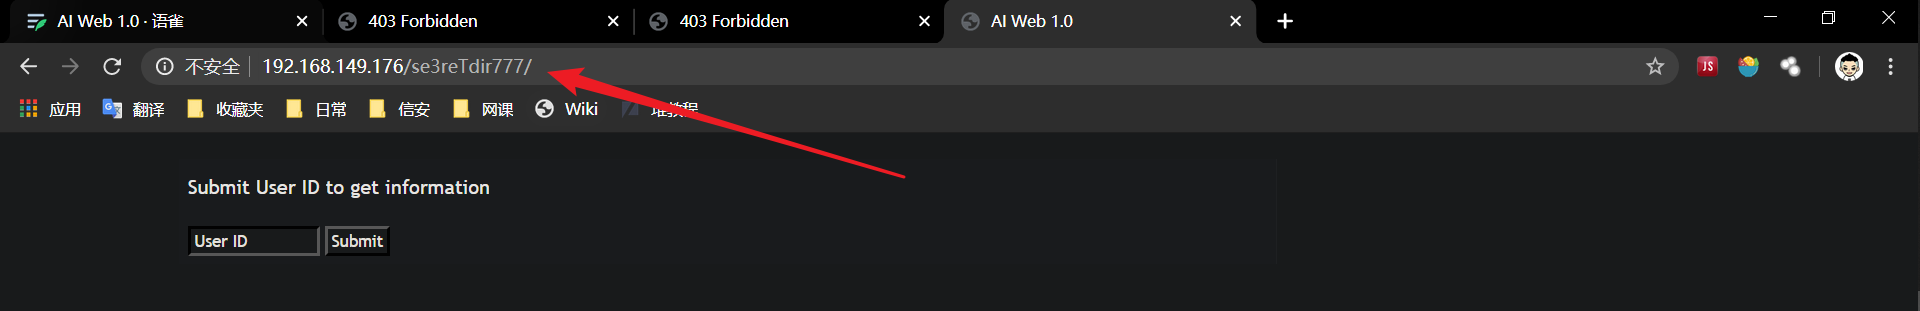 AI Web 1.0 · 语雀 403 Forbidden 403 Forbidden AI Web 1.0
不安全 192.168.149.176/se3reTdir777/ JS
应用 翻译 收藏夹 日常 信安 网课 Wiki
Submit User ID to get information
User ID Submit